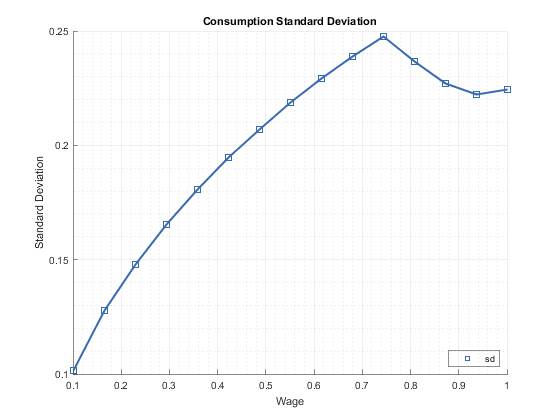 Consumption Standard Deviation
0.25
0.2
0.15
0.1
Standard Deviation
0.1 0.2 0.3 0.4 0.5 0.6 0.7 0.8 0.9 1
Wage
sd